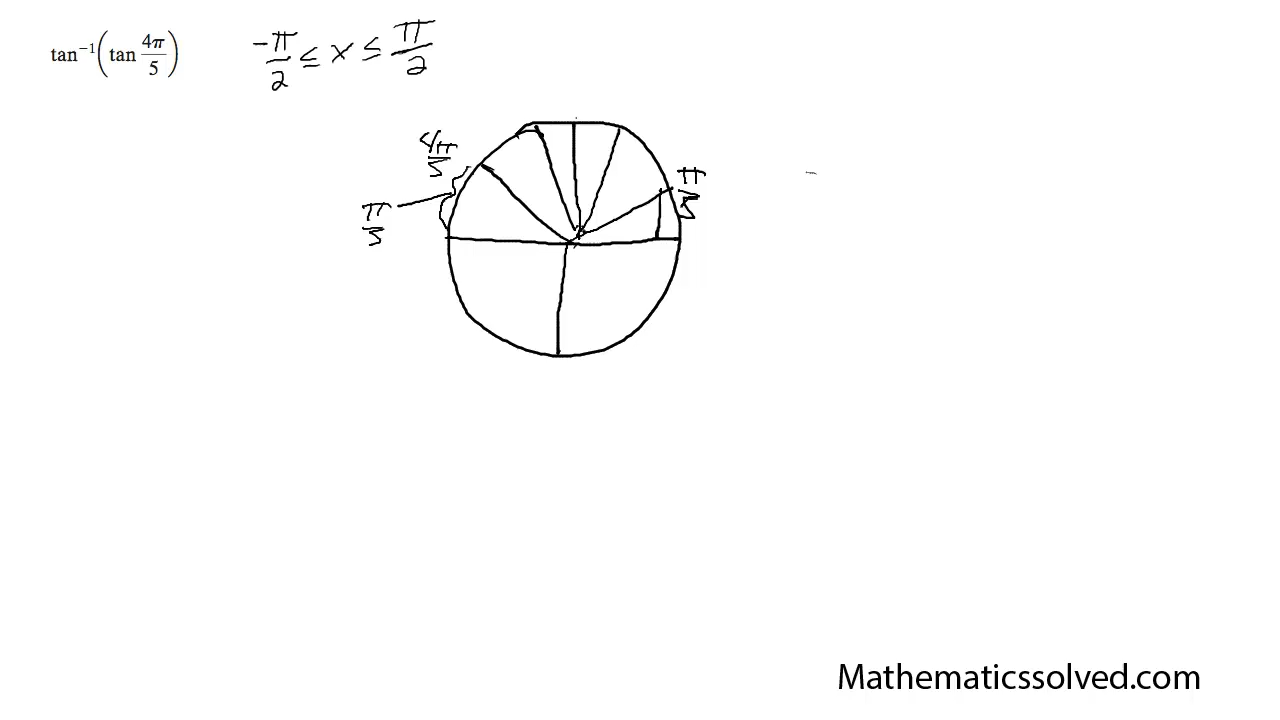 tan⁻¹(tan 4π/5)   -π/2 ≤ x ≤ π/2
4π/5
π/5
π/5
Mathematicssolved.com